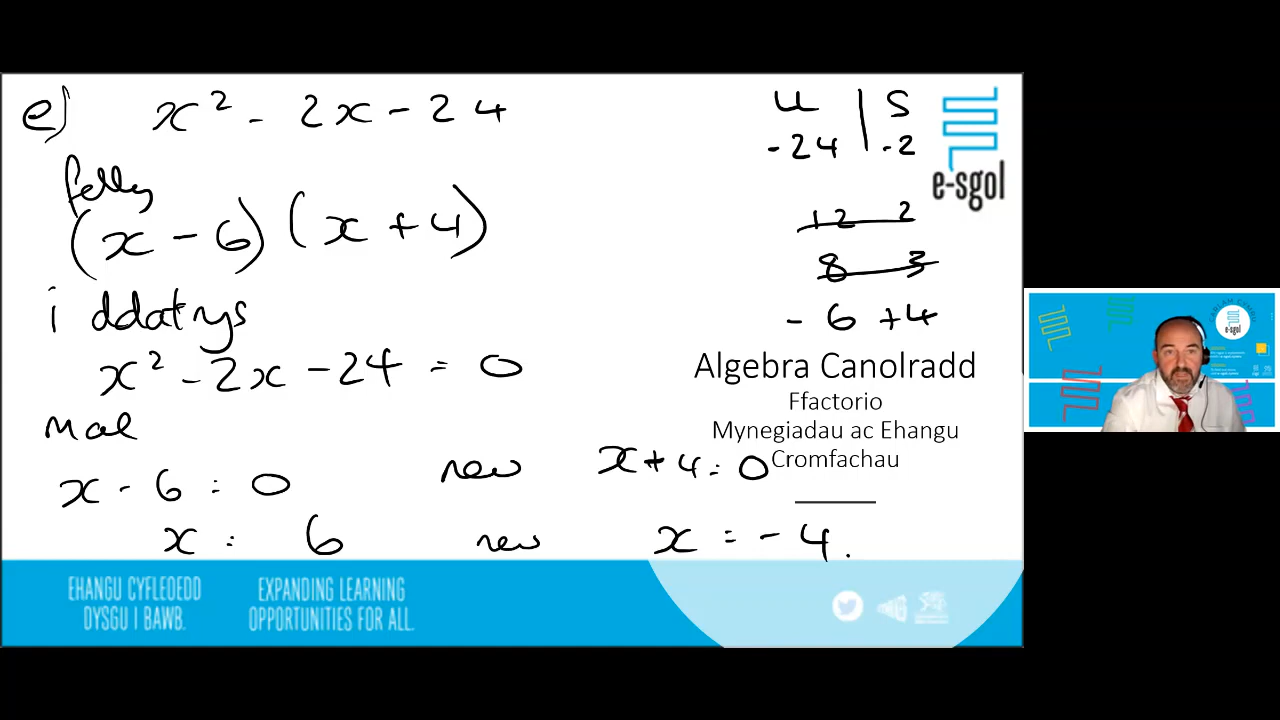 e) x² - 2x - 24
felly
(x - 6) (x + 4)
i ddatrys
x² - 2x - 24 = 0
mae
x - 6 = 0 neu x + 4 = 0
x = 6 neu x = -4.
Ll | S
-24 | -2
12 2
8 3
- 6 + 4
e-sgol
Algebra Canolradd
Ffactorio
Mynegiadau ac Ehangu
Cromfachau
EHANGU CYFLEOEDD
DYSGU I BAWB.
EXPANDING LEARNING
OPPORTUNITIES FOR ALL.
e-sgol